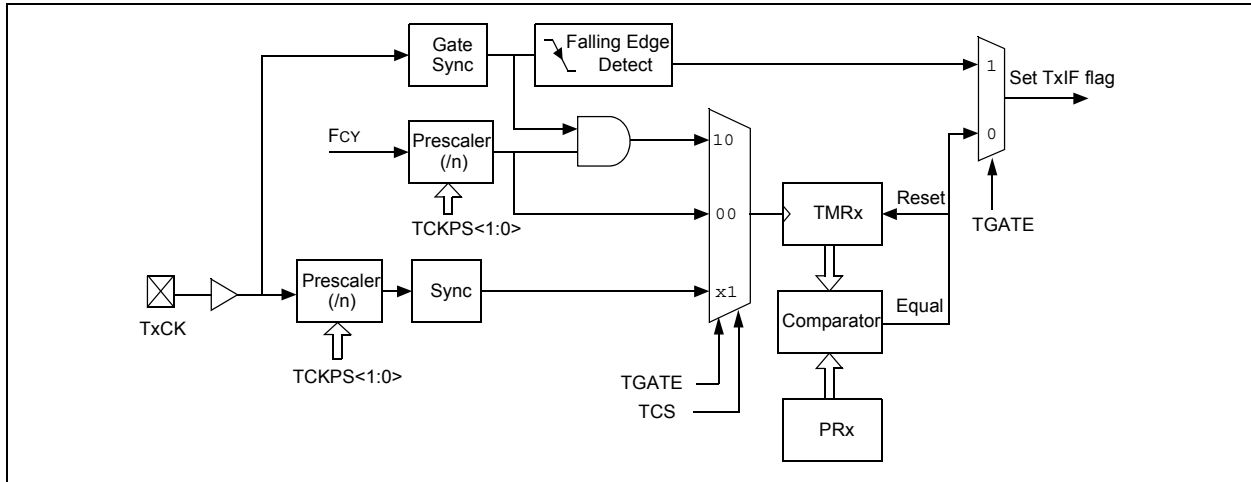 Gate
Sync
Falling Edge
Detect
1
Set TxIF flag
0
FCY
Prescaler
(/n)
10
TCKPS<1:0>
00
TMRx
Reset
TGATE
TxCK
Prescaler
(/n)
Sync
x1
Comparator
Equal
TCKPS<1:0>
TGATE
TCS
PRx